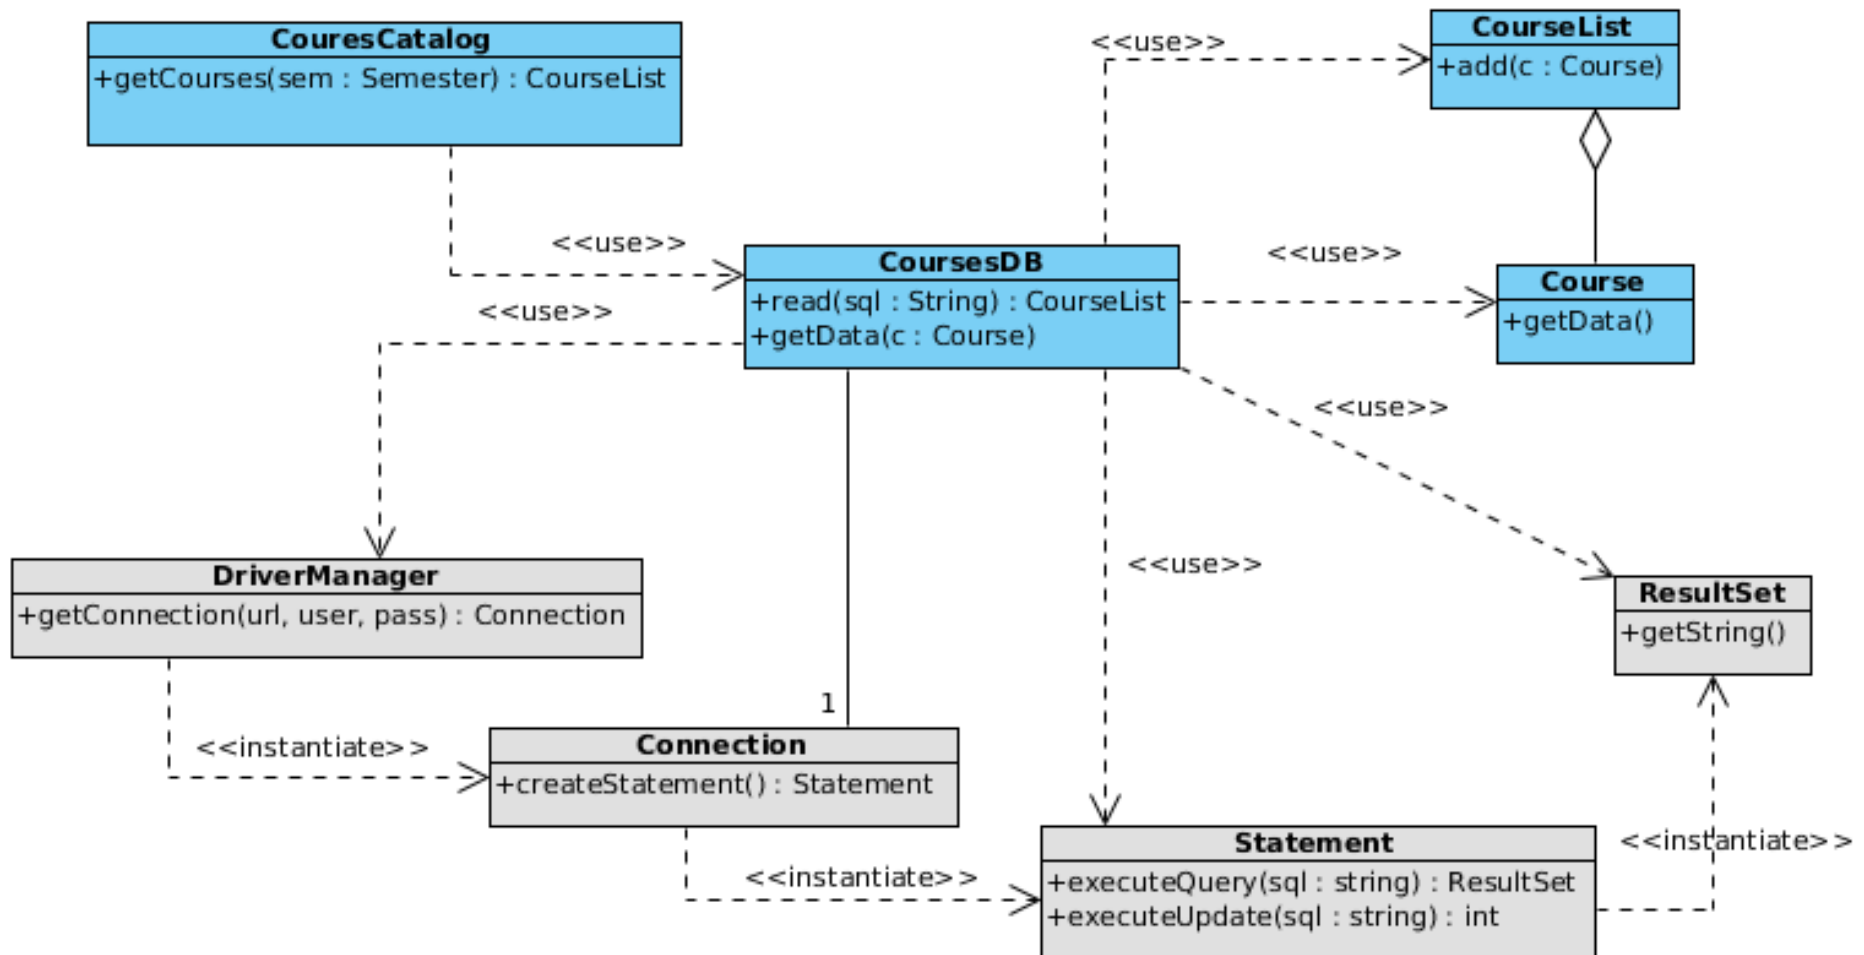 CouresCatalog
+getCourses(sem : Semester) : CourseList
<<use>>
CourseList
+add(c : Course)
<<use>>
CoursesDB
+read(sql : String) : CourseList
+getData(c : Course)
<<use>>
Course
+getData()
<<use>>
<<use>>
<<use>>
DriverManager
+getConnection(url, user, pass) : Connection
ResultSet
+getString()
1
<<instantiate>>
Connection
+createStatement() : Statement
<<instantiate>>
Statement
+executeQuery(sql : string) : ResultSet
+executeUpdate(sql : string) : int
<<instantiate>>